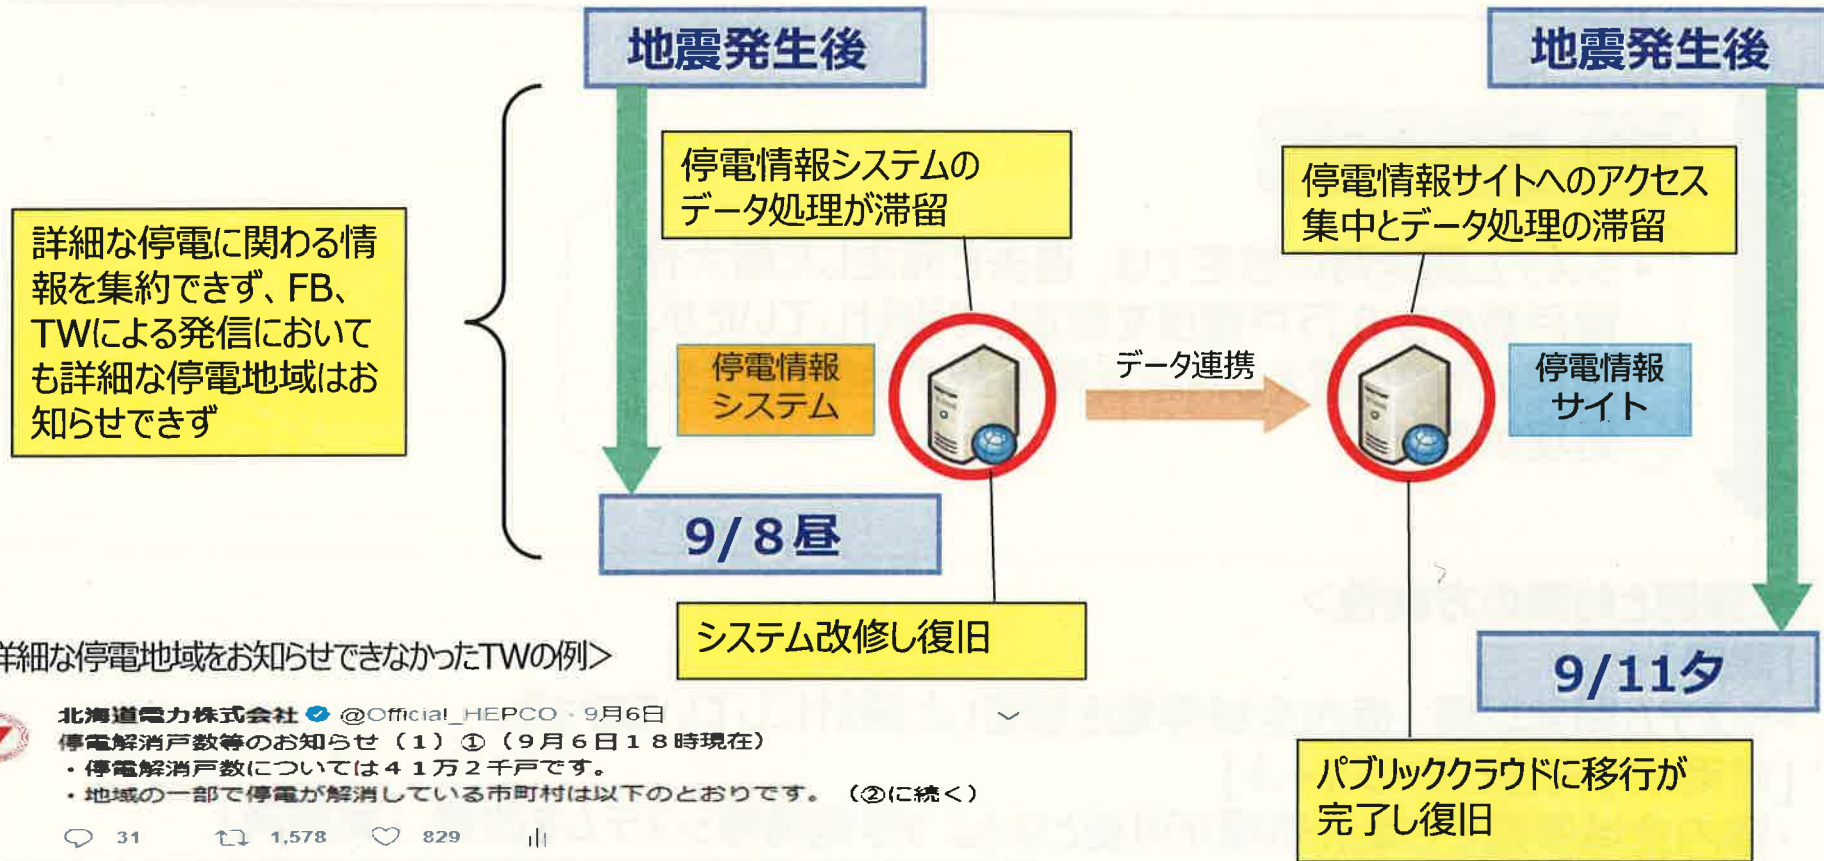 地震発生後
地震発生後
停電情報システムの
データ処理が滞留
停電情報サイトへのアクセス
集中とデータ処理の滞留
詳細な停電に関わる情
報を集約できず、FB、
TWによる発信において
も詳細な停電地域はお
知らせできず
停電情報
システム
データ連携
停電情報
サイト
9/8昼
システム改修し復旧
9/11夕
パブリッククラウドに移行が
完了し復旧
詳細な停電地域をお知らせできなかったTWの例>
北海道電力株式会社 @Official_HEPCO · 9月6日
停電解消戸数等のお知らせ(1)①(9月6日18時現在)
・停電解消戸数については41万2千戸です。
・地域の一部で停電が解消している市町村は以下のとおりです。(②に続く)
31 1,578 829